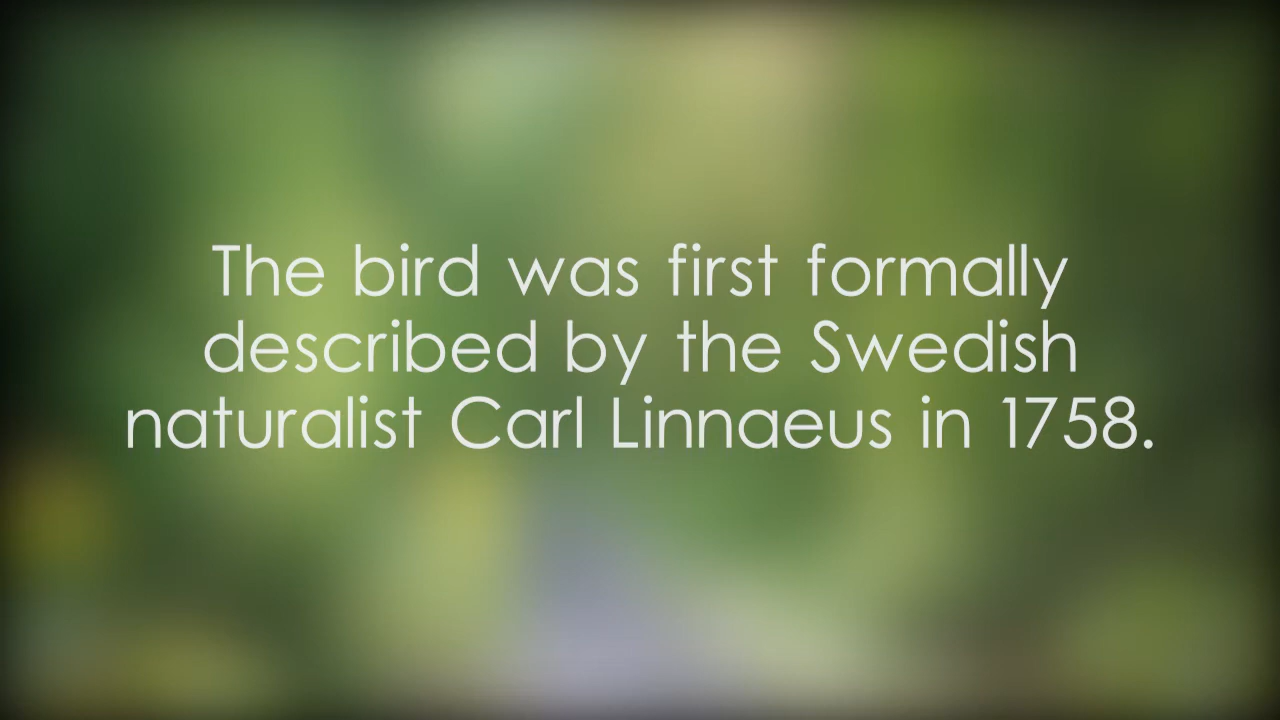 The bird was first formally
described by the Swedish
naturalist Carl Linnaeus in 1758.